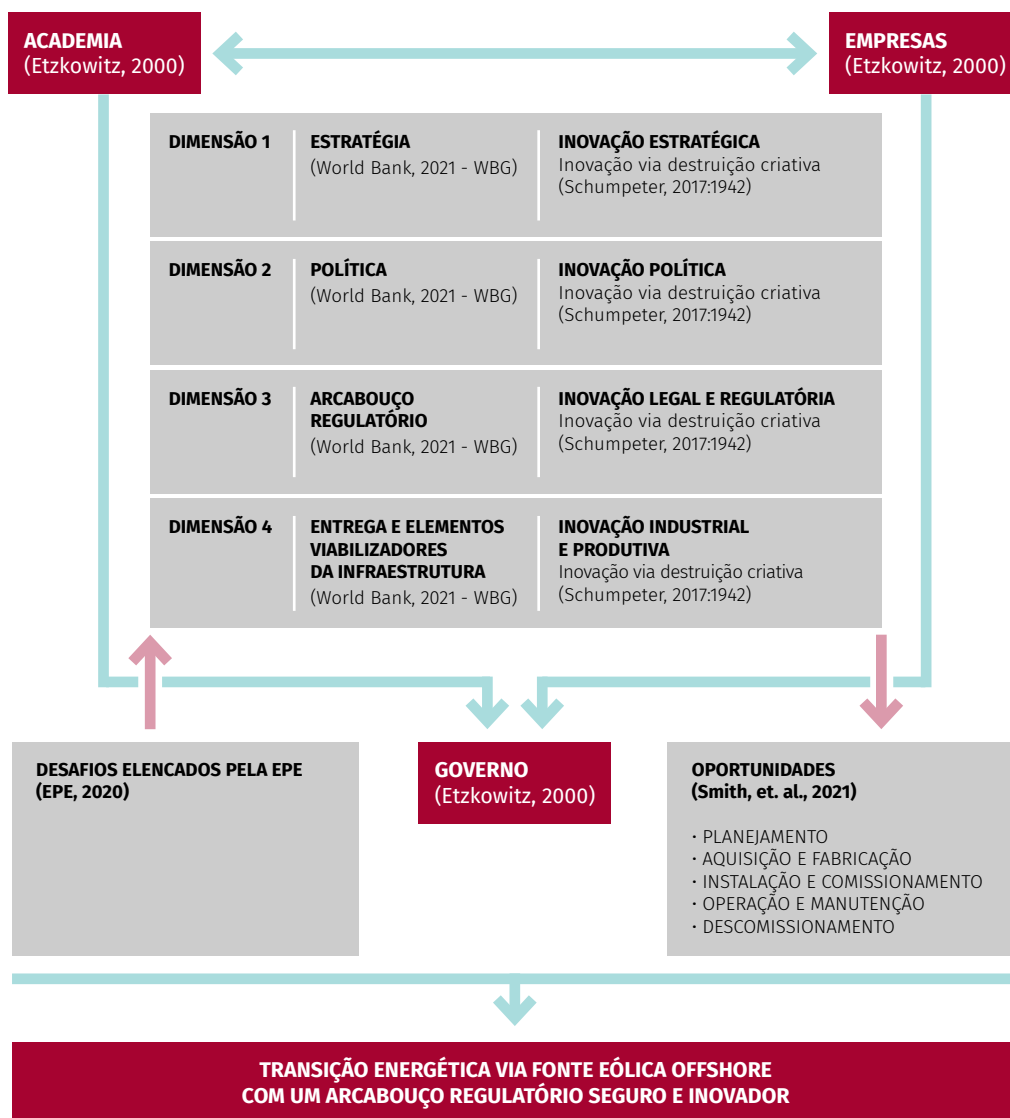 ACADEMIA
(Etzkowitz, 2000)
EMPRESAS
(Etzkowitz, 2000)
DIMENSÃO 1
ESTRATÉGIA
(World Bank, 2021 - WBG)
INOVAÇÃO ESTRATÉGICA
Inovação via destruição criativa
(Schumpeter, 2017:1942)
DIMENSÃO 2
POLÍTICA
(World Bank, 2021 - WBG)
INOVAÇÃO POLÍTICA
Inovação via destruição criativa
(Schumpeter, 2017:1942)
DIMENSÃO 3
ARCABOUÇO
REGULATÓRIO
(World Bank, 2021 - WBG)
INOVAÇÃO LEGAL E REGULATÓRIA
Inovação via destruição criativa
(Schumpeter, 2017:1942)
DIMENSÃO 4
ENTREGA E ELEMENTOS
VIABILIZADORES
DA INFRAESTRUTURA
(World Bank, 2021 - WBG)
INOVAÇÃO INDUSTRIAL
E PRODUTIVA
Inovação via destruição criativa
(Schumpeter, 2017:1942)
DESAFIOS ELENCADOS PELA EPE
(EPE, 2020)
GOVERNO
(Etzkowitz, 2000)
OPORTUNIDADES
(Smith, et. al., 2021)
· PLANEJAMENTO
· AQUISIÇÃO E FABRICAÇÃO
· INSTALAÇÃO E COMISSIONAMENTO
· OPERAÇÃO E MANUTENÇÃO
· DESCOMISSIONAMENTO
TRANSIÇÃO ENERGÉTICA VIA FONTE EÓLICA OFFSHORE
COM UM ARCABOUÇO REGULATÓRIO SEGURO E INOVADOR